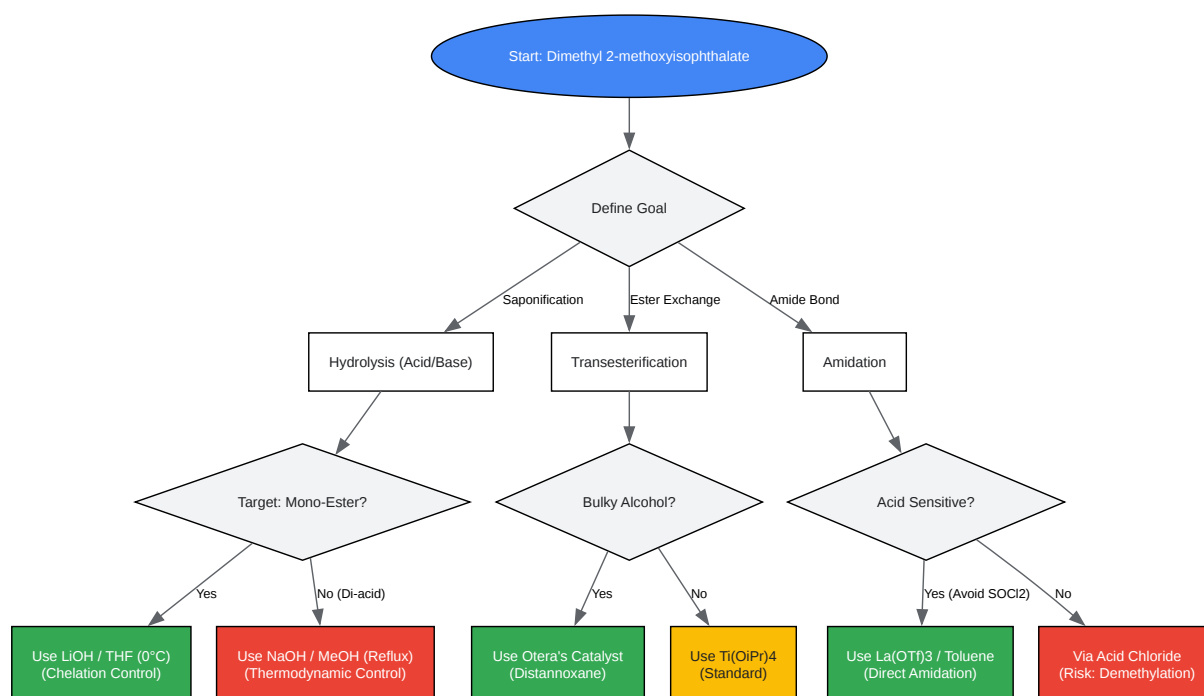 Start: Dimethyl 2-methoxyisophthalate
Define Goal
Saponification
Ester Exchange
Amide Bond
Hydrolysis (Acid/Base)
Transesterification
Amidation
Target: Mono-Ester?
Bulky Alcohol?
Acid Sensitive?
Yes
No (Di-acid)
Yes
No
Yes (Avoid SOCl2)
No
Use LiOH / THF (0°C)
(Chelation Control)
Use NaOH / MeOH (Reflux)
(Thermodynamic Control)
Use Otera's Catalyst
(Distannoxane)
Use Ti(OiPr)4
(Standard)
Use La(OTf)3 / Toluene
(Direct Amidation)
Via Acid Chloride
(Risk: Demethylation)